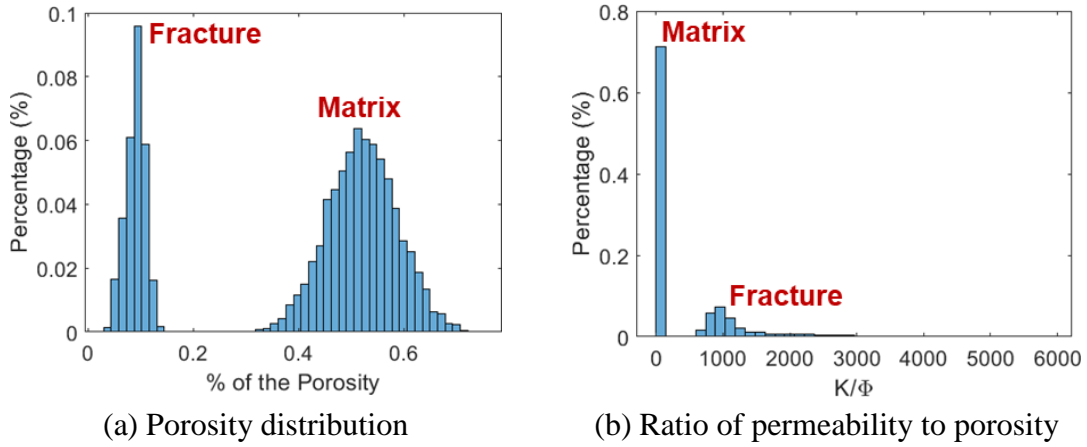 0.1
0.08
0.06
0.04
0.02
0
Percentage (%)
Fracture
Matrix
0 0.2 0.4 0.6
% of the Porosity
(a) Porosity distribution
0.8
0.6
0.4
0.2
0
Percentage (%)
Matrix
Fracture
0 1000 2000 3000 4000 5000 6000
K/Φ
(b) Ratio of permeability to porosity